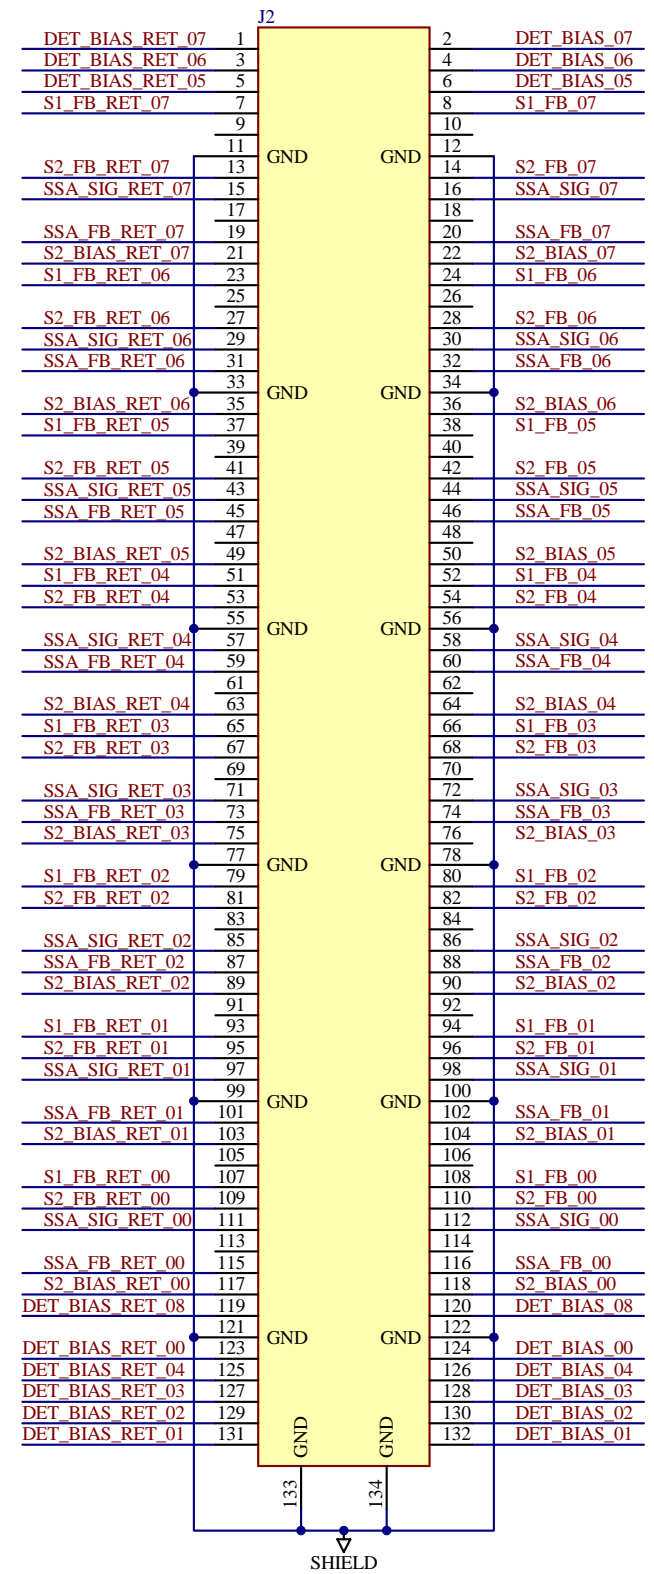 J2
DET_BIAS_RET_07 1 2 DET_BIAS_07
DET_BIAS_RET_06 3 4 DET_BIAS_06
DET_BIAS_RET_05 5 6 DET_BIAS_05
S1_FB_RET_07 7 8 S1_FB_07
9 10
11 GND GND 12
S2_FB_RET_07 13 14 S2_FB_07
SSA_SIG_RET_07 15 16 SSA_SIG_07
17 18
SSA_FB_RET_07 19 20 SSA_FB_07
S2_BIAS_RET_07 21 22 S2_BIAS_07
S1_FB_RET_06 23 24 S1_FB_06
25 26
S2_FB_RET_06 27 28 S2_FB_06
SSA_SIG_RET_06 29 30 SSA_SIG_06
SSA_FB_RET_06 31 32 SSA_FB_06
33 GND GND 34
S2_BIAS_RET_06 35 36 S2_BIAS_06
S1_FB_RET_05 37 38 S1_FB_05
39 40
S2_FB_RET_05 41 42 S2_FB_05
SSA_SIG_RET_05 43 44 SSA_SIG_05
SSA_FB_RET_05 45 46 SSA_FB_05
47 48
S2_BIAS_RET_05 49 50 S2_BIAS_05
S1_FB_RET_04 51 52 S1_FB_04
S2_FB_RET_04 53 54 S2_FB_04
55 GND GND 56
SSA_SIG_RET_04 57 58 SSA_SIG_04
SSA_FB_RET_04 59 60 SSA_FB_04
61 62
S2_BIAS_RET_04 63 64 S2_BIAS_04
S1_FB_RET_03 65 66 S1_FB_03
S2_FB_RET_03 67 68 S2_FB_03
69 70
SSA_SIG_RET_03 71 72 SSA_SIG_03
SSA_FB_RET_03 73 74 SSA_FB_03
S2_BIAS_RET_03 75 76 S2_BIAS_03
77 GND GND 78
S1_FB_RET_02 79 80 S1_FB_02
S2_FB_RET_02 81 82 S2_FB_02
83 84
SSA_SIG_RET_02 85 86 SSA_SIG_02
SSA_FB_RET_02 87 88 SSA_FB_02
S2_BIAS_RET_02 89 90 S2_BIAS_02
91 92
S1_FB_RET_01 93 94 S1_FB_01
S2_FB_RET_01 95 96 S2_FB_01
SSA_SIG_RET_01 97 98 SSA_SIG_01
99 GND GND 100
SSA_FB_RET_01 101 102 SSA_FB_01
S2_BIAS_RET_01 103 104 S2_BIAS_01
105 106
S1_FB_RET_00 107 108 S1_FB_00
S2_FB_RET_00 109 110 S2_FB_00
SSA_SIG_RET_00 111 112 SSA_SIG_00
113 114
SSA_FB_RET_00 115 116 SSA_FB_00
S2_BIAS_RET_00 117 118 S2_BIAS_00
DET_BIAS_RET_08 119 120 DET_BIAS_08
121 GND GND 122
DET_BIAS_RET_00 123 124 DET_BIAS_00
DET_BIAS_RET_04 125 126 DET_BIAS_04
DET_BIAS_RET_03 127 128 DET_BIAS_03
DET_BIAS_RET_02 129 130 DET_BIAS_02
DET_BIAS_RET_01 131 132 DET_BIAS_01
GND GND
133 134
SHIELD